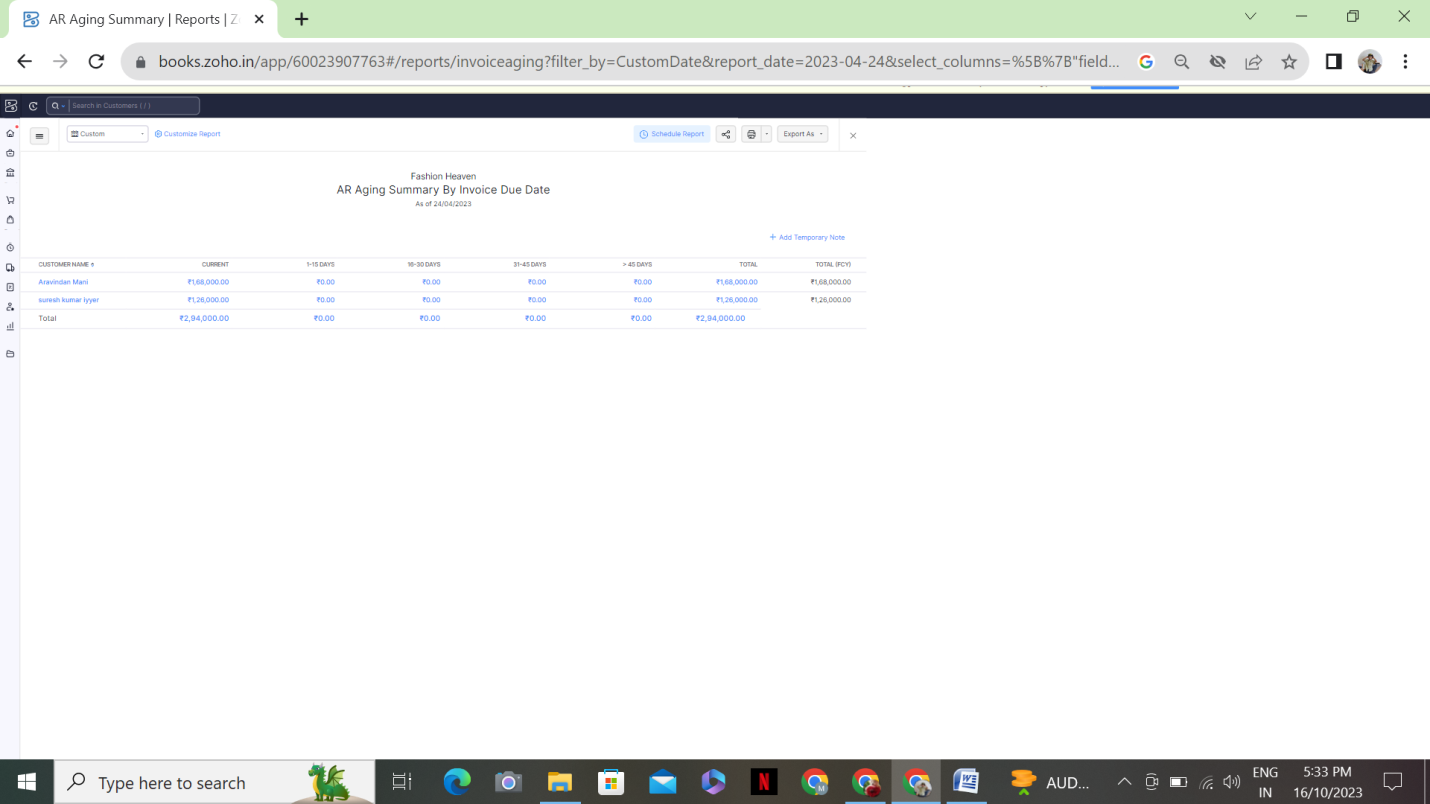 AR Aging Summary | Reports | Z
books.zoho.in/app/60023907763#/reports/invoiceaging?filter_by=CustomDate&report_date=2023-04-24&select_columns=%5B%7B"field...
Search in Customers ( / )
Custom
Customize Report
Schedule Report
Export As
Fashion Heaven
AR Aging Summary By Invoice Due Date
As of 24/04/2023
+ Add Temporary Note
CUSTOMER NAME CURRENT 1-15 DAYS 16-30 DAYS 31-45 DAYS > 45 DAYS TOTAL TOTAL (FCY)
Aravindan Mani ₹1,68,000.00 ₹0.00 ₹0.00 ₹0.00 ₹0.00 ₹1,68,000.00 ₹1,68,000.00
suresh kumar iyyer ₹1,26,000.00 ₹0.00 ₹0.00 ₹0.00 ₹0.00 ₹1,26,000.00 ₹1,26,000.00
Total ₹2,94,000.00 ₹0.00 ₹0.00 ₹0.00 ₹0.00 ₹2,94,000.00
Type here to search
AUD...
ENG
IN
5:33 PM
16/10/2023